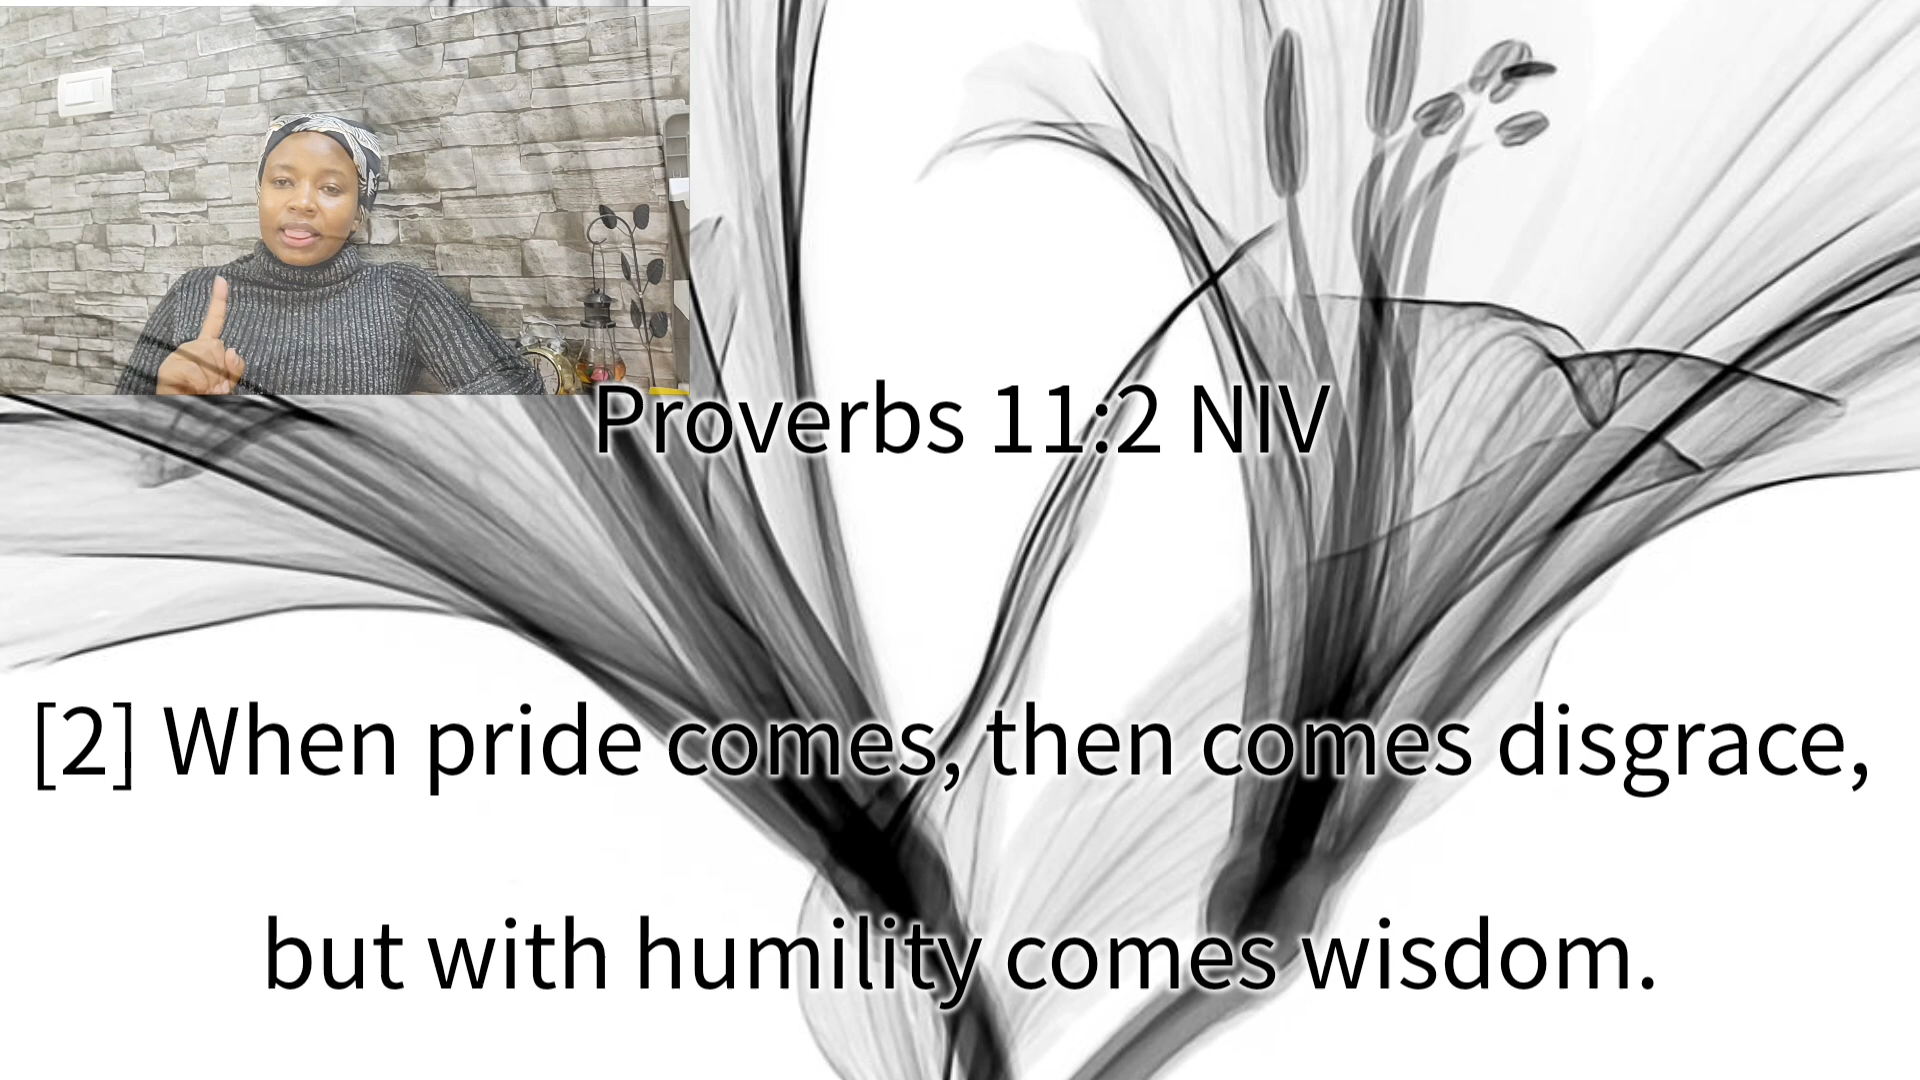 Proverbs 11:2 NIV
[2] When pride comes, then comes disgrace,
but with humility comes wisdom.